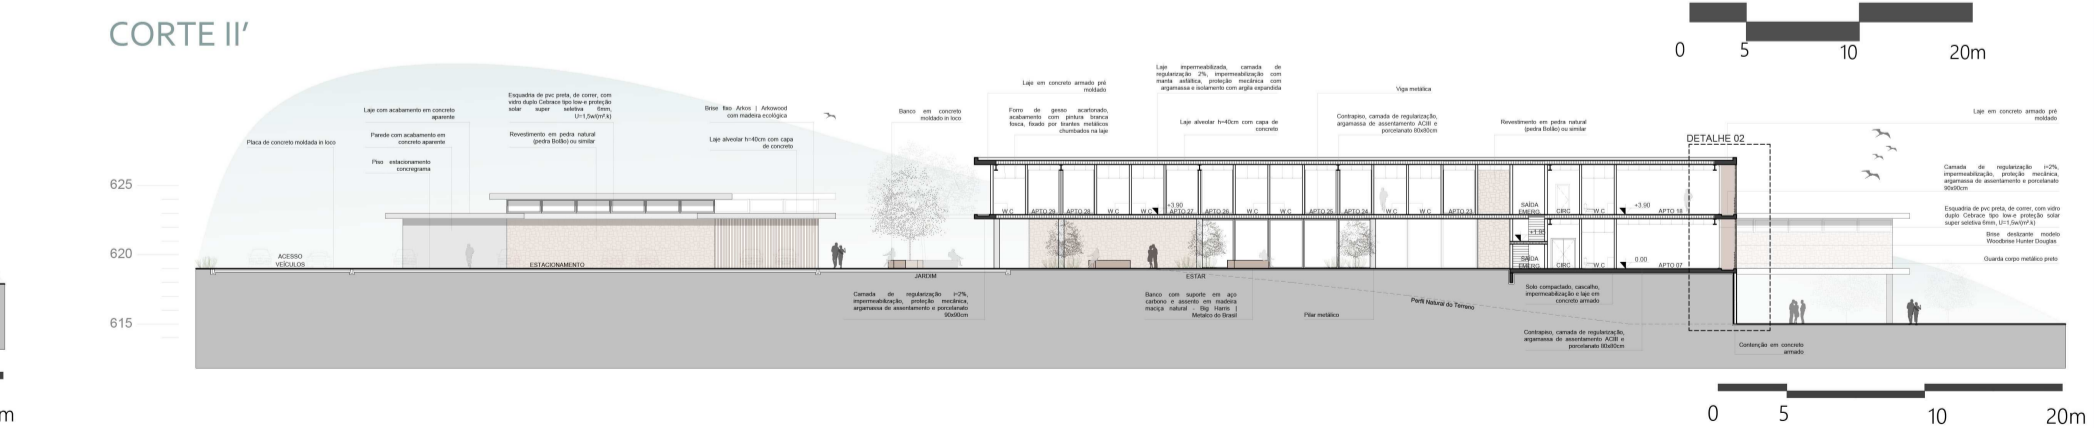 CORTE II'
0 5 10 20m
Laje impermeabilizada, camada de
regularização 2%, impermeabilização com
manta asfáltica, proteção mecânica com
argamassa e isolamento com argila expandida
Laje em concreto armado pré
moldado
Viga metálica
Esquadria de pvc preta, de correr, com
vidro duplo Cebrace tipo low-e proteção
solar super seletiva 6mm,
U=1,5w/(m².k)
Laje com acabamento em concreto
aparente
Brise fixo Arkos | Arkowood
com madeira ecológica
Banco em concreto
moldado in loco
Forro de gesso acartonado,
acabamento com pintura branca
fosca, fixado por tirantes metálicos
chumbados na laje
Laje alveolar h=40cm com capa de
concreto
Contrapiso, camada de regularização,
argamassa de assentamento ACIII e
porcelanato 80x80cm
Revestimento em pedra natural
(pedra Bolão) ou similar
Laje em concreto armado pré
moldado
Placa de concreto moldada in loco
Parede com acabamento em
concreto aparente
Revestimento em pedra natural
(pedra Bolão) ou similar
Laje alveolar h=40cm com capa
de concreto
Piso estacionamento
concregrama
DETALHE 02
Camada de regularização i=2%,
impermeabilização, proteção mecânica,
argamassa de assentamento e porcelanato
90x90cm
625
+3.90
SAÍDA
EMERG.
+3.90
W.C APTO 29 APTO 28 W.C W.C APTO 27 APTO 26 W.C W.C APTO 25 APTO 24 W.C W.C APTO 23 CIRC W.C APTO 18
Esquadria de pvc preta, de correr, com vidro
duplo Cebrace tipo low-e proteção solar
super seletiva 6mm, U=1,5w/(m².k)
Brise deslizante modelo
Woodbrise Hunter Douglas
Guarda corpo metálico preto
620
ACESSO
VEÍCULOS
ESTACIONAMENTO
SAÍDA
EMERG.
CIRC W.C
0.00
APTO 07
JARDIM
ESTAR
Camada de regularização i=2%,
impermeabilização, proteção mecânica,
argamassa de assentamento e porcelanato
90x90cm
Banco com suporte em aço
carbono e assento em madeira
maciça natural - Big Harris |
Metalco do Brasil
Pilar metálico
Perfil Natural do Terreno
Solo compactado, cascalho,
impermeabilização e laje em
concreto armado
615
Contrapiso, camada de regularização,
argamassa de assentamento ACIII e
porcelanato 80x80cm
Contenção em concreto
armado
m
0 5 10 20m